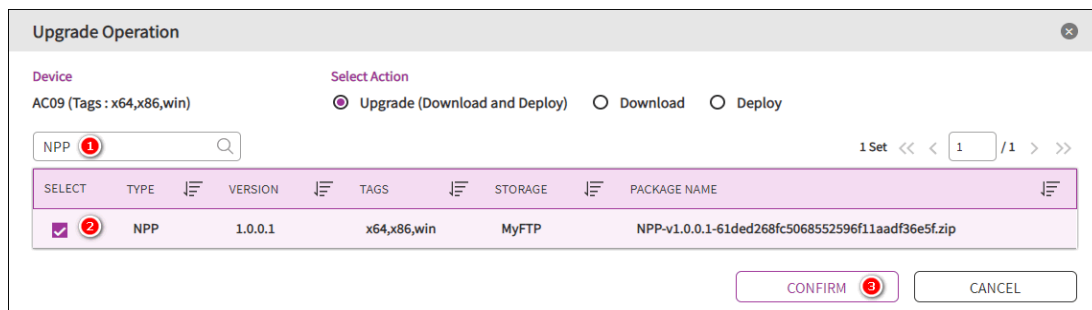 Upgrade Operation
Device
Select Action
AC09 (Tags : x64,x86,win)
Upgrade (Download and Deploy) Download Deploy
NPP 1
1 Set << < 1 / 1 > >>
SELECT TYPE VERSION TAGS STORAGE PACKAGE NAME
2 NPP 1.0.0.1 x64,x86,win MyFTP NPP-v1.0.0.1-61ded268fc5068552596f11aadf36e5f.zip
CONFIRM 3 CANCEL